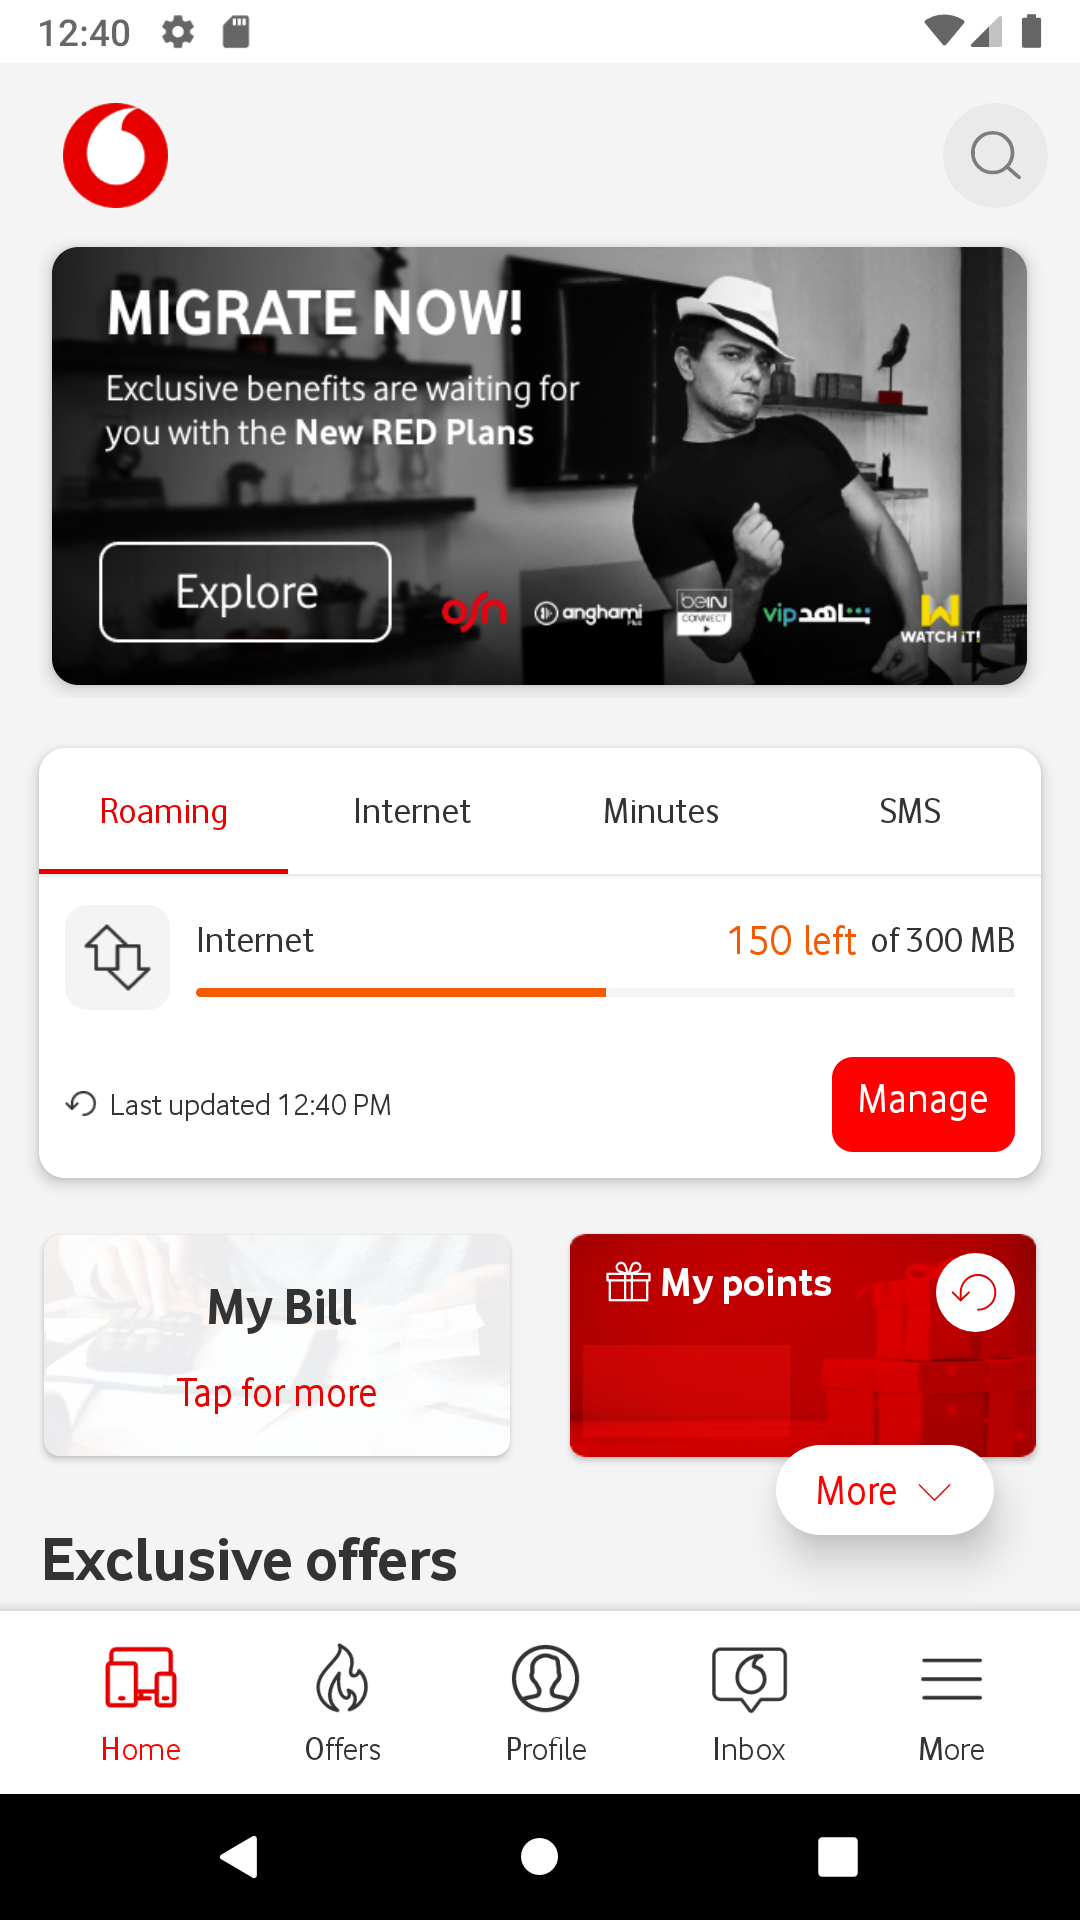 12:40
MIGRATE NOW!
Exclusive benefits are waiting for
you with the New RED Plans
Explore
osn
anghami
Plus
beIN
CONNECT
شاهد vip
WATCH iT!
Roaming
Internet
Minutes
SMS
Internet
150 left of 300 MB
Last updated 12:40 PM
Manage
My Bill
Tap for more
My points
More
Exclusive offers
Home
Offers
Profile
Inbox
More